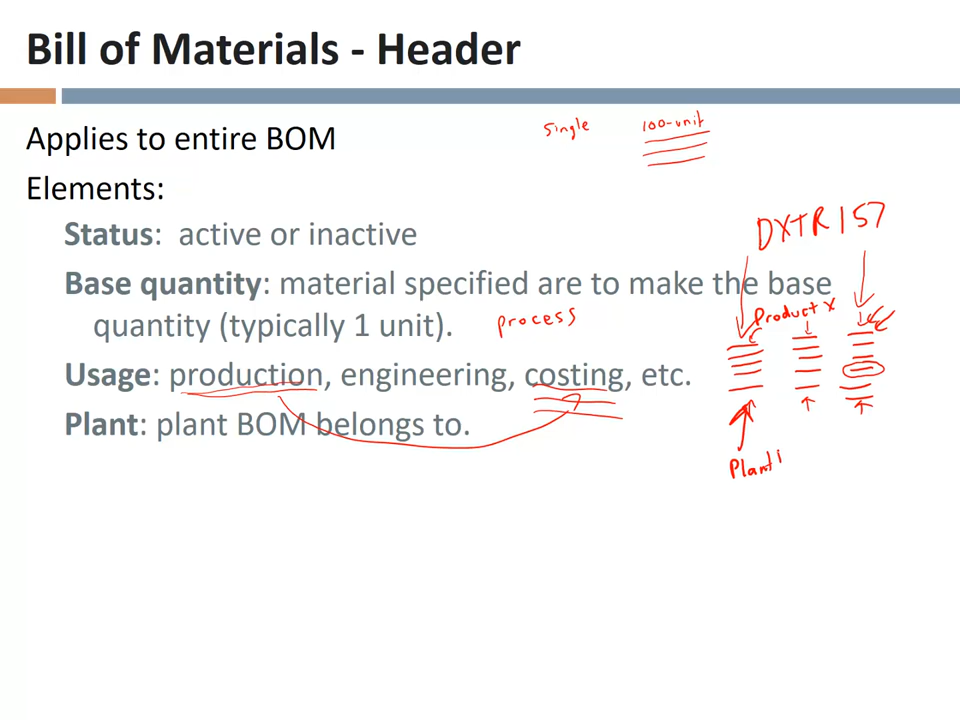 Bill of Materials - Header
Applies to entire BOM
single
100-unit
Elements:
DXTR157
Status: active or inactive
Base quantity: material specified are to make the base
quantity (typically 1 unit).
process
Product X
Usage: production, engineering, costing, etc.
Plant: plant BOM belongs to.
Plant 1